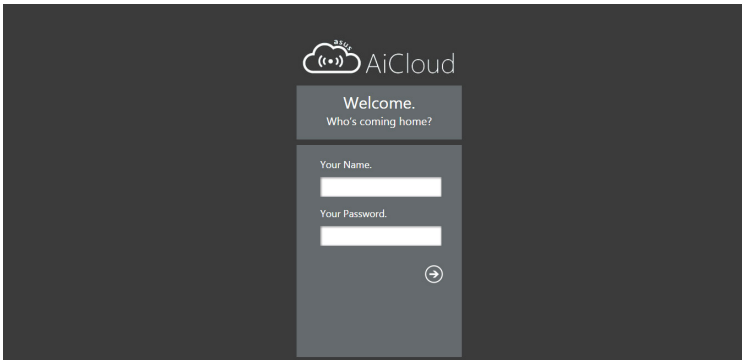 asus
AiCloud
Welcome.
Who's coming home?
Your Name.
Your Password.